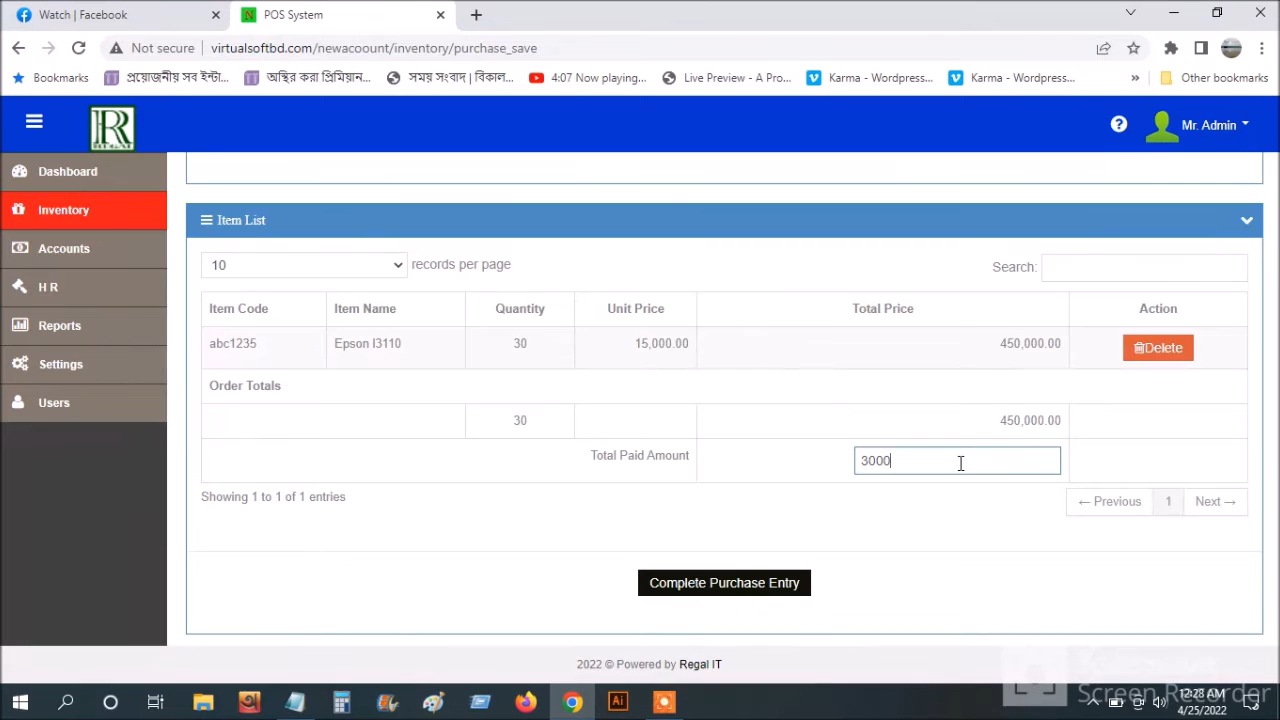 Watch | Facebook
POS System
Not secure
virtualsoftbd.com/newacoount/inventory/purchase_save
Bookmarks
প্রয়োজনীয় সব ইন্টা...
অস্থির করা প্রিমিয়ান...
সময় সংবাদ | বিকাল...
4:07 Now playing...
Live Preview - A Pro...
Karma - Wordpress...
Karma - Wordpress...
»
Other bookmarks
R
Mr. Admin
Dashboard
Inventory
Accounts
H R
Reports
Settings
Users
Item List
10 records per page
Search:
Item Code Item Name Quantity Unit Price Total Price Action
abc1235 Epson l3110 30 15,000.00 450,000.00 Delete
Order Totals
30 450,000.00
Total Paid Amount 3000
Showing 1 to 1 of 1 entries
← Previous 1 Next →
Complete Purchase Entry
2022 © Powered by Regal IT
Screen Recorder
12:28 AM
4/25/2022